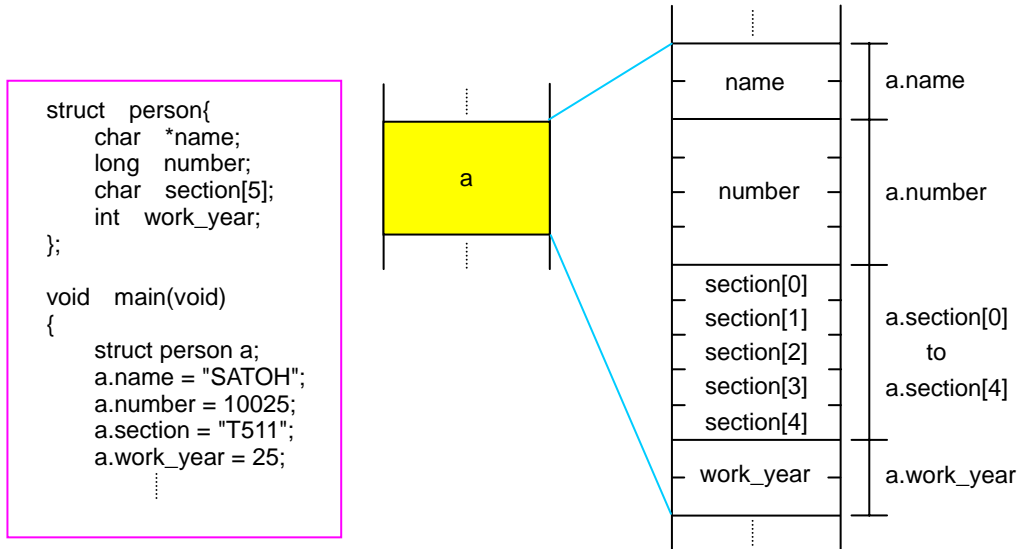 struct person{
char *name;
long number;
char section[5];
int work_year;
};
void main(void)
{
struct person a;
a.name = "SATOH";
a.number = 10025;
a.section = "T511";
a.work_year = 25;
a
name
number
section[0]
section[1]
section[2]
section[3]
section[4]
work_year
a.name
a.number
a.section[0]
to
a.section[4]
a.work_year